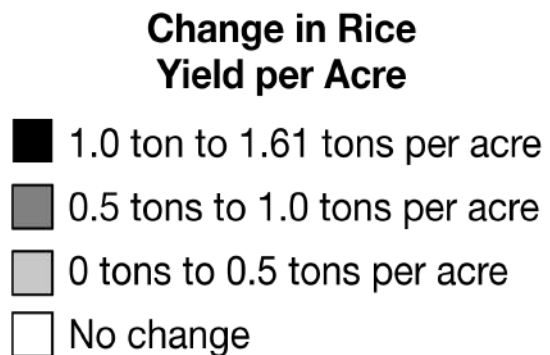 Change in Rice
Yield per Acre
1.0 ton to 1.61 tons per acre
0.5 tons to 1.0 tons per acre
0 tons to 0.5 tons per acre
No change